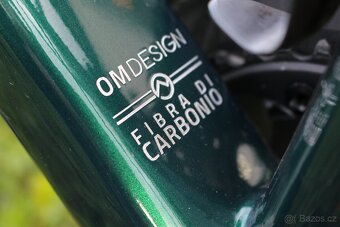 OMDESIGN
FIBRA DI
CARBONIO
© Bazos.cz